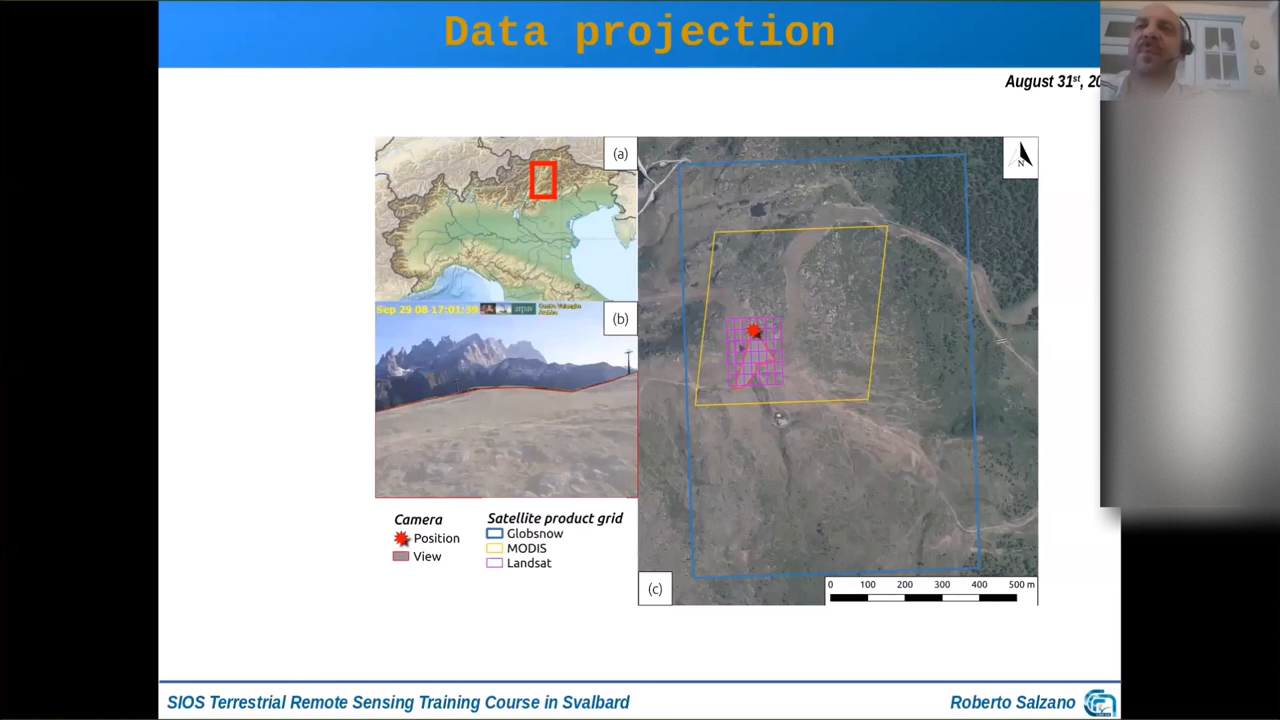 Data projection
August 31st, 20
(a)
N
Sep 29 08 17:01:39
arpav
(b)
Camera
Position
View
Satellite product grid
Globsnow
MODIS
Landsat
(c)
0 100 200 300 400 500 m
SIOS Terrestrial Remote Sensing Training Course in Svalbard
Roberto Salzano